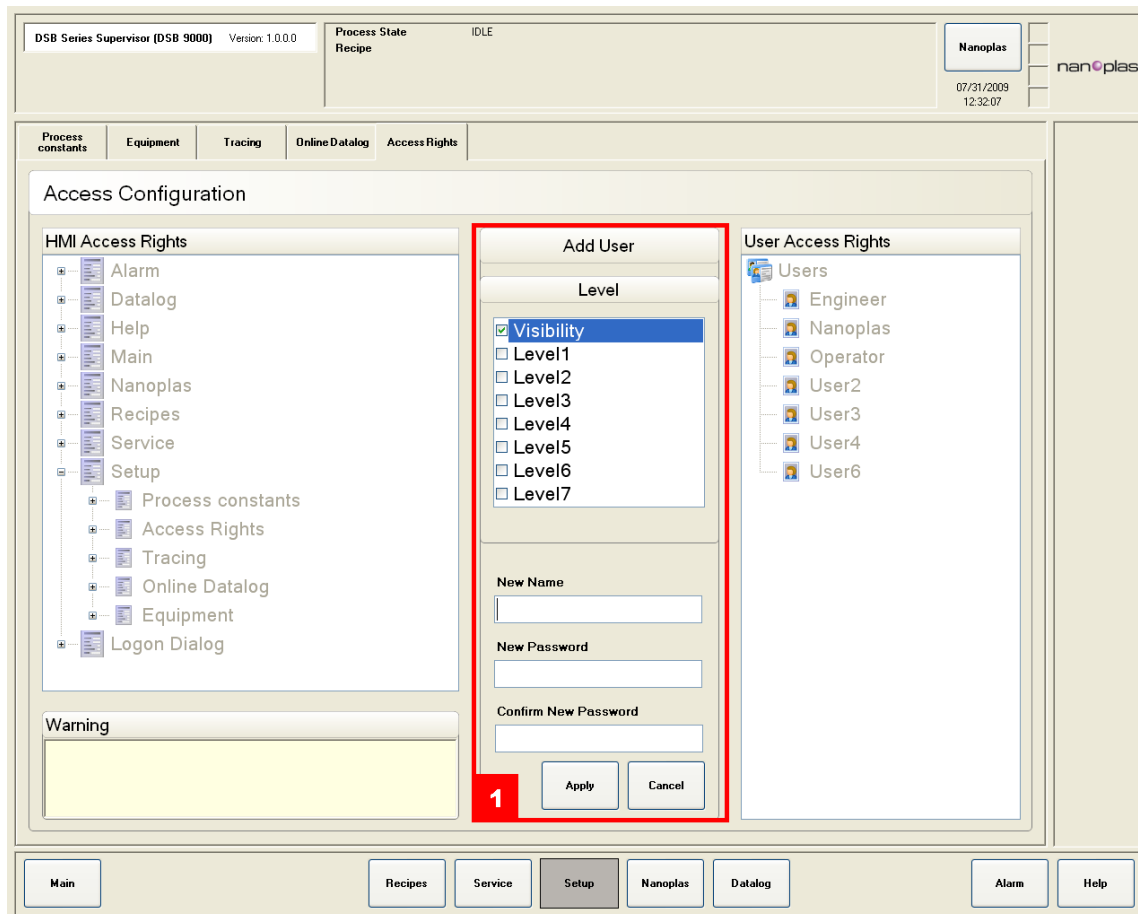 DSB Series Supervisor (DSB 9000) Version: 1.0.0.0
Process State IDLE
Recipe
Nanoplas
07/31/2009
12:32:07
nanoplas
Process constants
Equipment
Tracing
Online Datalog
Access Rights
Access Configuration
HMI Access Rights
Alarm
Datalog
Help
Main
Nanoplas
Recipes
Service
Setup
Process constants
Access Rights
Tracing
Online Datalog
Equipment
Logon Dialog
Warning
Add User
Level
Visibility
Level1
Level2
Level3
Level4
Level5
Level6
Level7
New Name
New Password
Confirm New Password
1
Apply
Cancel
User Access Rights
Users
Engineer
Nanoplas
Operator
User2
User3
User4
User6
Main
Recipes
Service
Setup
Nanoplas
Datalog
Alarm
Help